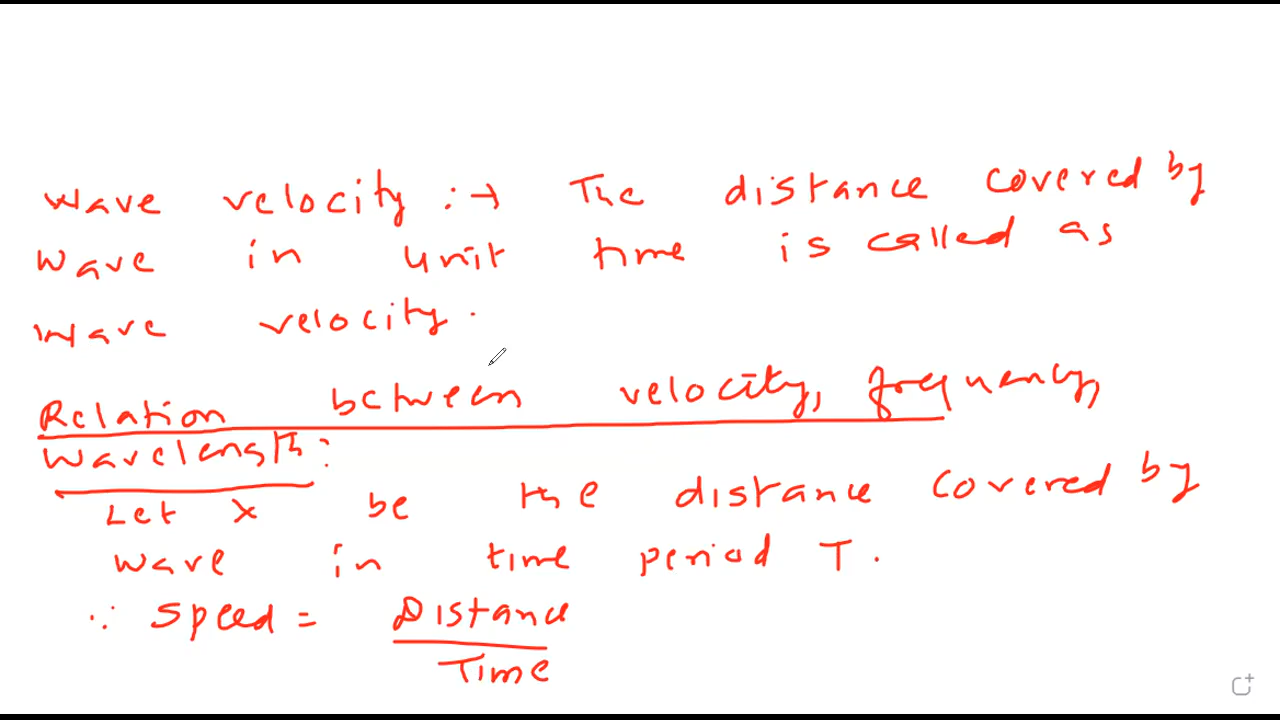 Wave velocity :→ The distance covered by
wave in unit time is called as
wave velocity.
Relation between velocity, frequency,
Wavelength:
Let x be the distance covered by
wave in time period T.
∵ Speed = Distance
Time